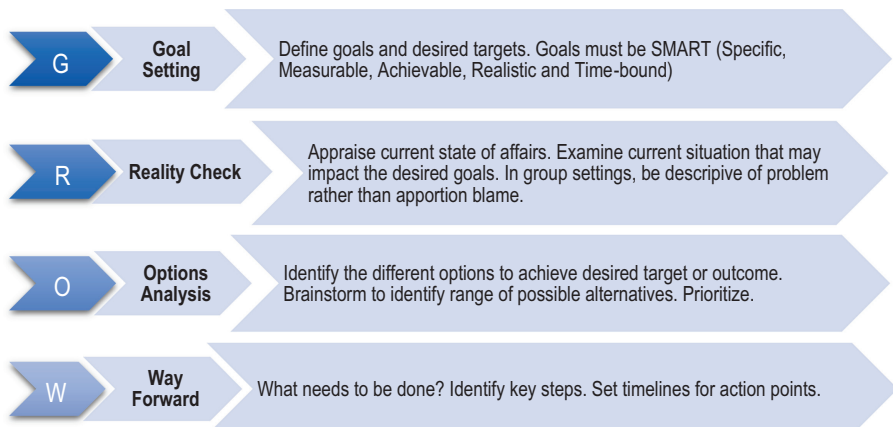 G
Goal
Setting
Define goals and desired targets. Goals must be SMART (Specific,
Measurable, Achievable, Realistic and Time-bound)
R
Reality Check
Appraise current state of affairs. Examine current situation that may
impact the desired goals. In group settings, be descripive of problem
rather than apportion blame.
O
Options
Analysis
Identify the different options to achieve desired target or outcome.
Brainstorm to identify range of possible alternatives. Prioritize.
W
Way
Forward
What needs to be done? Identify key steps. Set timelines for action points.